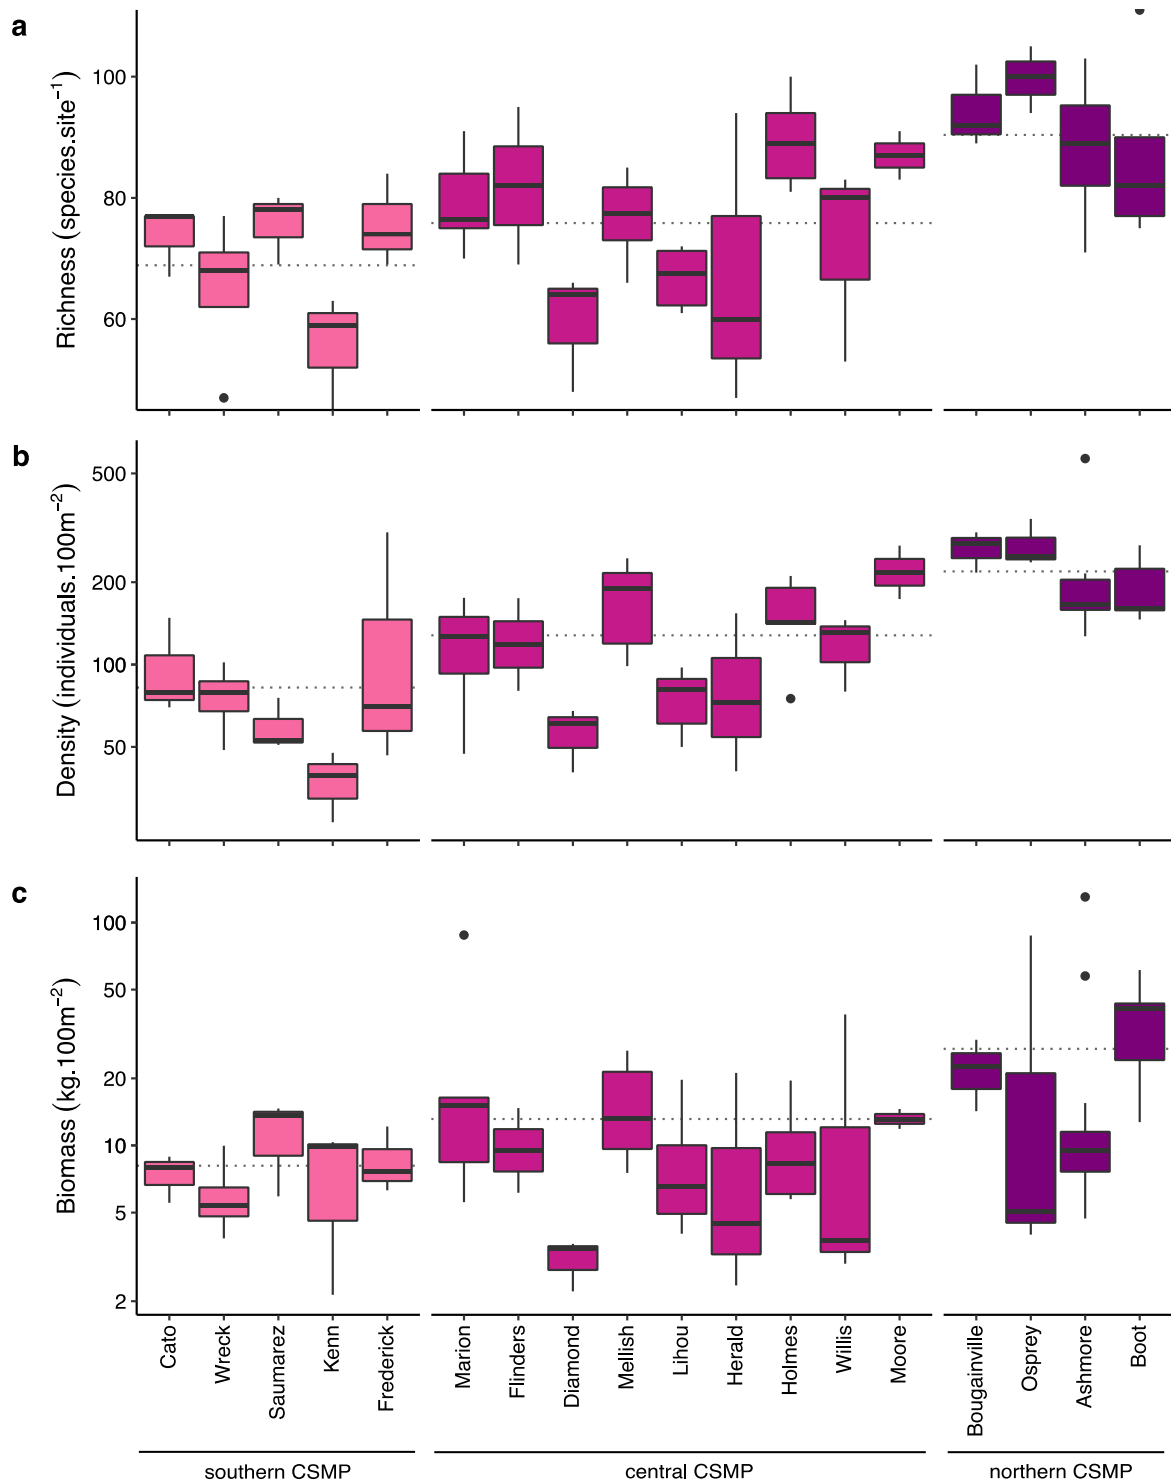 a
Richness (species.site⁻¹)
100
80
60
b
Density (individuals.100m⁻²)
500
200
100
50
c
Biomass (kg.100m⁻²)
100
50
20
10
5
2
Cato
Wreck
Saumarez
Kenn
Frederick
Marion
Flinders
Diamond
Mellish
Lihou
Herald
Holmes
Willis
Moore
Bougainville
Osprey
Ashmore
Boot
southern CSMP
central CSMP
northern CSMP